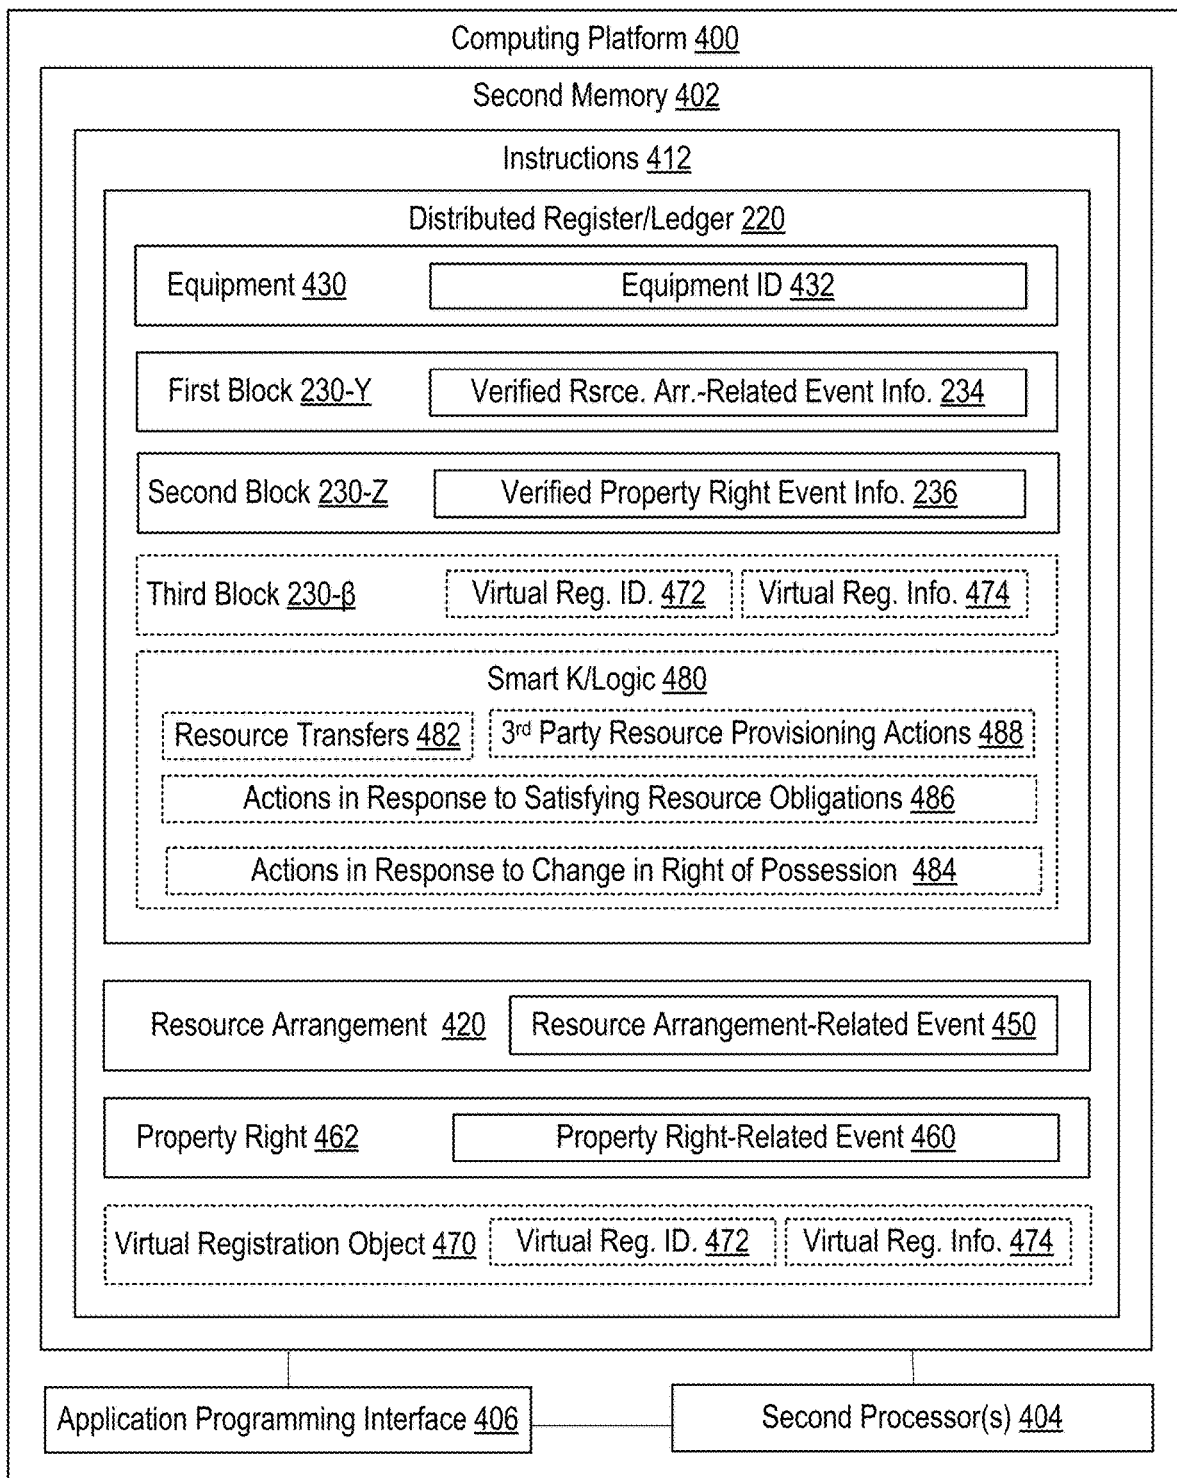 Computing Platform 400
Second Memory 402
Instructions 412
Distributed Register/Ledger 220
Equipment 430
Equipment ID 432
First Block 230-Y
Verified Rsrce. Arr.-Related Event Info. 234
Second Block 230-Z
Verified Property Right Event Info. 236
Third Block 230-β
Virtual Reg. ID. 472
Virtual Reg. Info. 474
Smart K/Logic 480
Resource Transfers 482
3rd Party Resource Provisioning Actions 488
Actions in Response to Satisfying Resource Obligations 486
Actions in Response to Change in Right of Possession 484
Resource Arrangement 420
Resource Arrangement-Related Event 450
Property Right 462
Property Right-Related Event 460
Virtual Registration Object 470
Virtual Reg. ID. 472
Virtual Reg. Info. 474
Application Programming Interface 406
Second Processor(s) 404